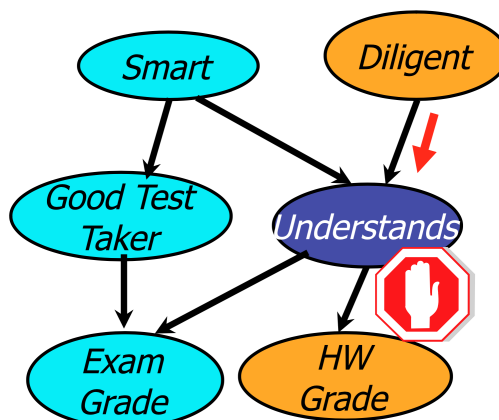 Smart
Diligent
Good Test
Taker
Understands
Exam
Grade
HW
Grade